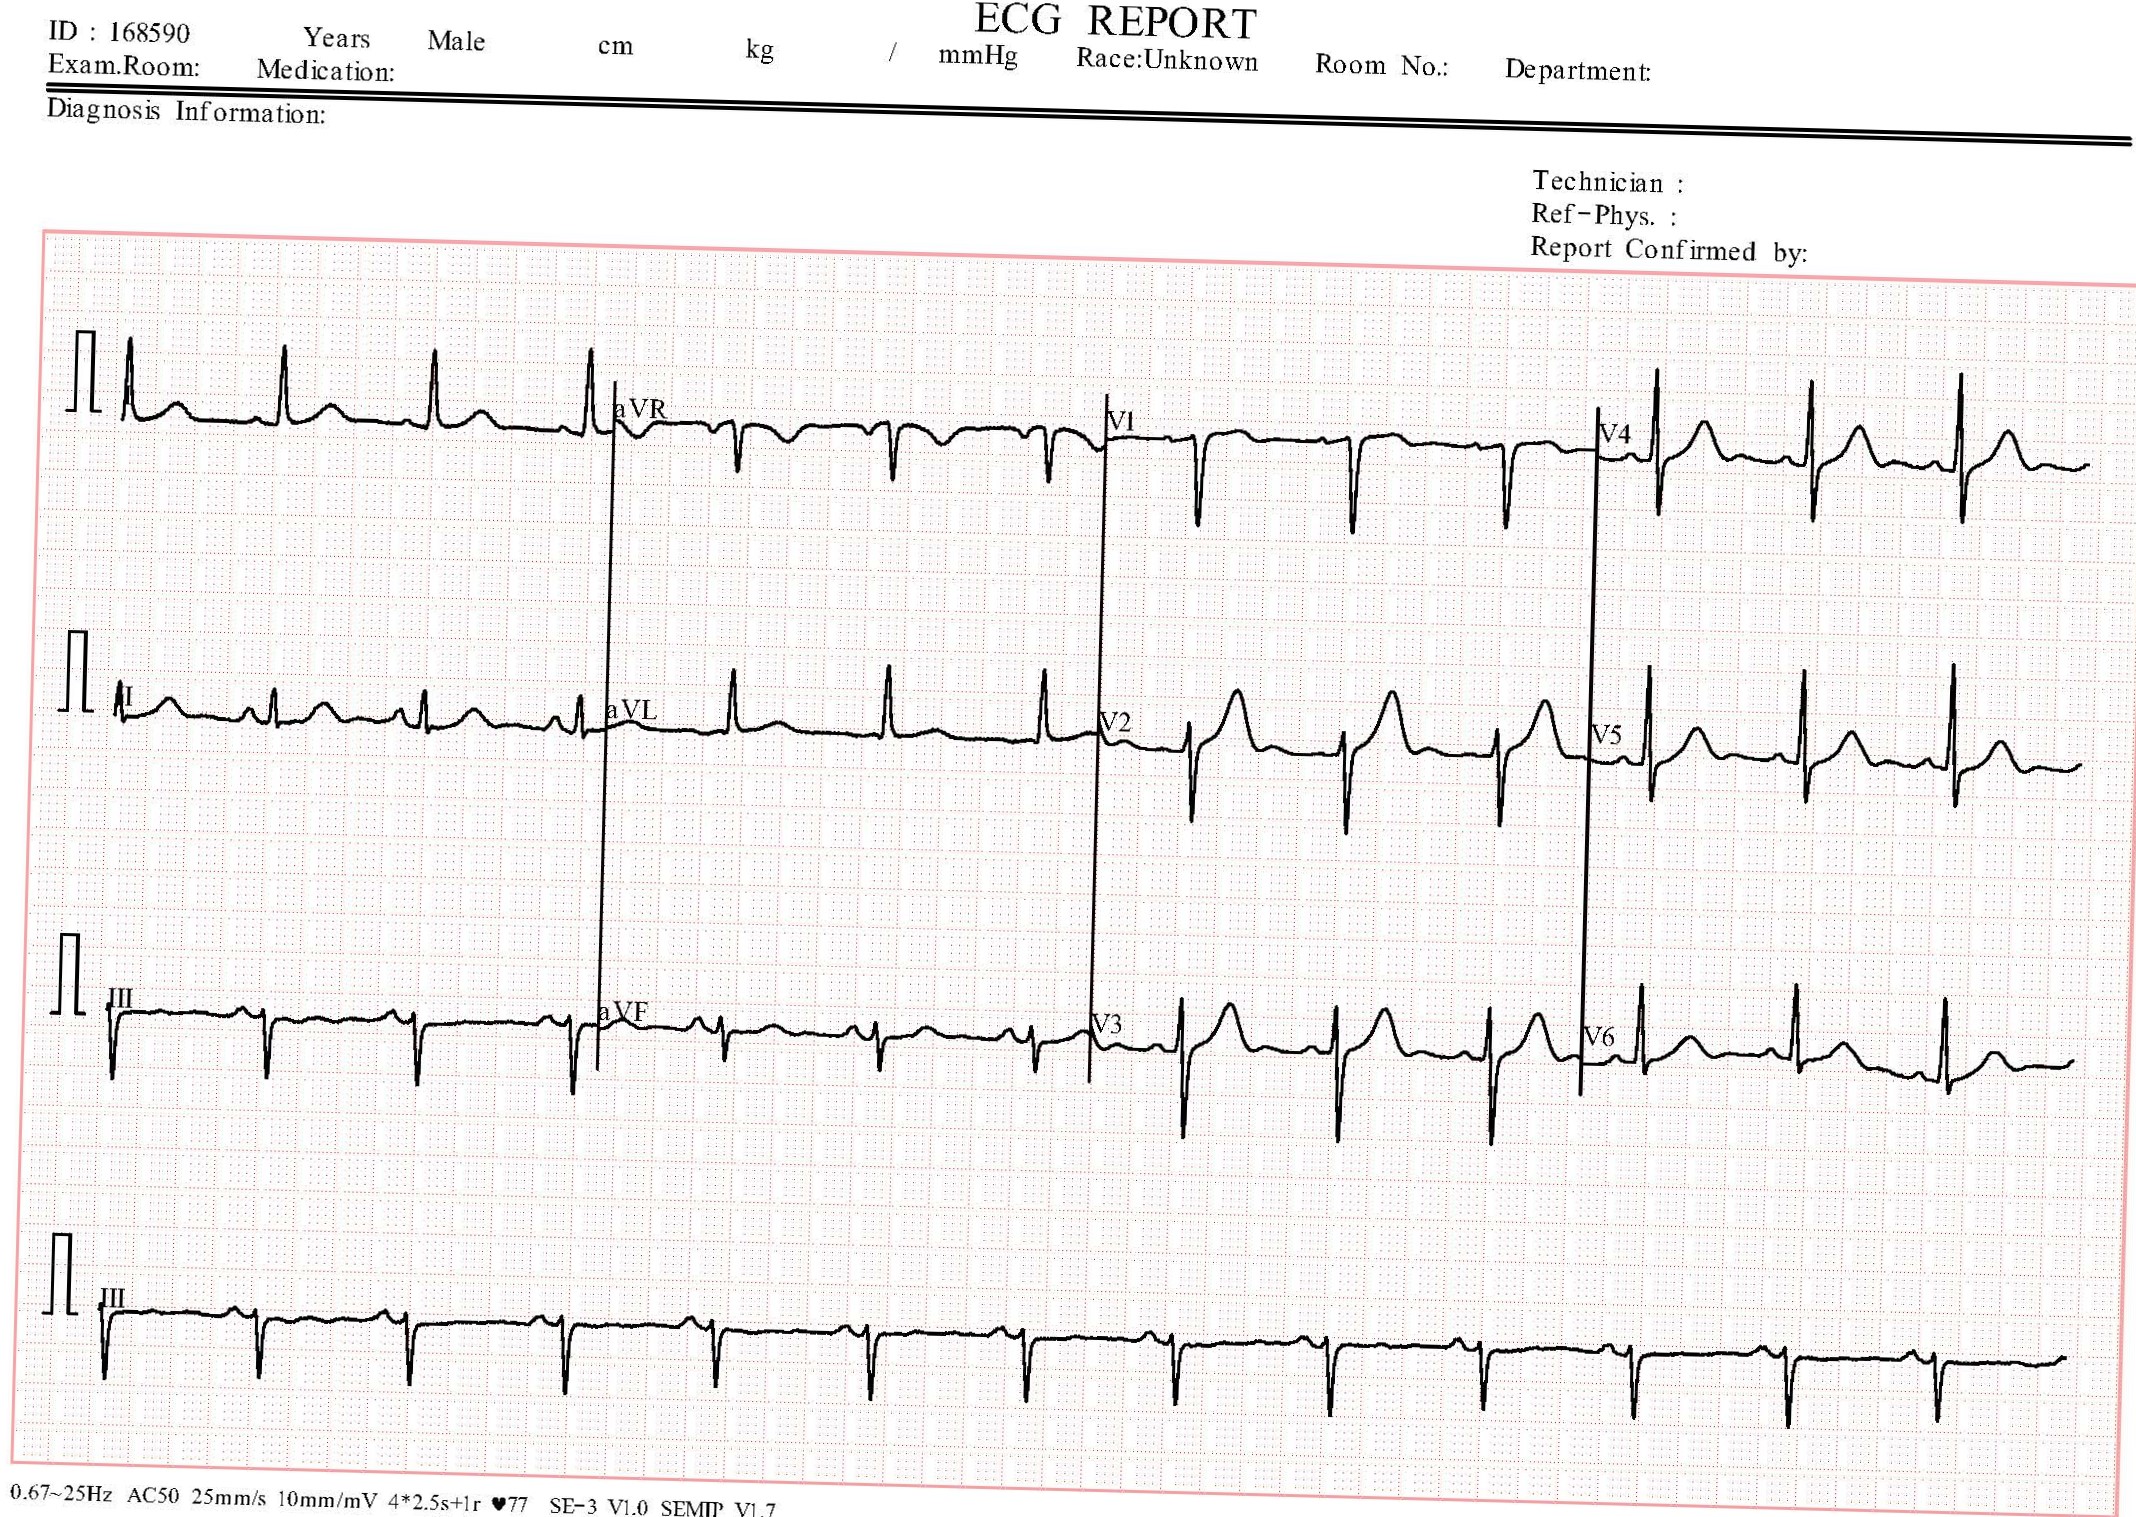 ECG REPORT
ID : 168590 Years Male cm kg / mmHg Race:Unknown Room No.: Department:
Exam.Room: Medication:
Diagnosis Information:
Technician :
Ref-Phys. :
Report Confirmed by:
I aVR V1 V4
II aVL V2 V5
III aVF V3 V6
III
0.67~25Hz AC50 25mm/s 10mm/mV 4*2.5s+1r ♥77 SE-3 V1.0 SEMIP V1.7